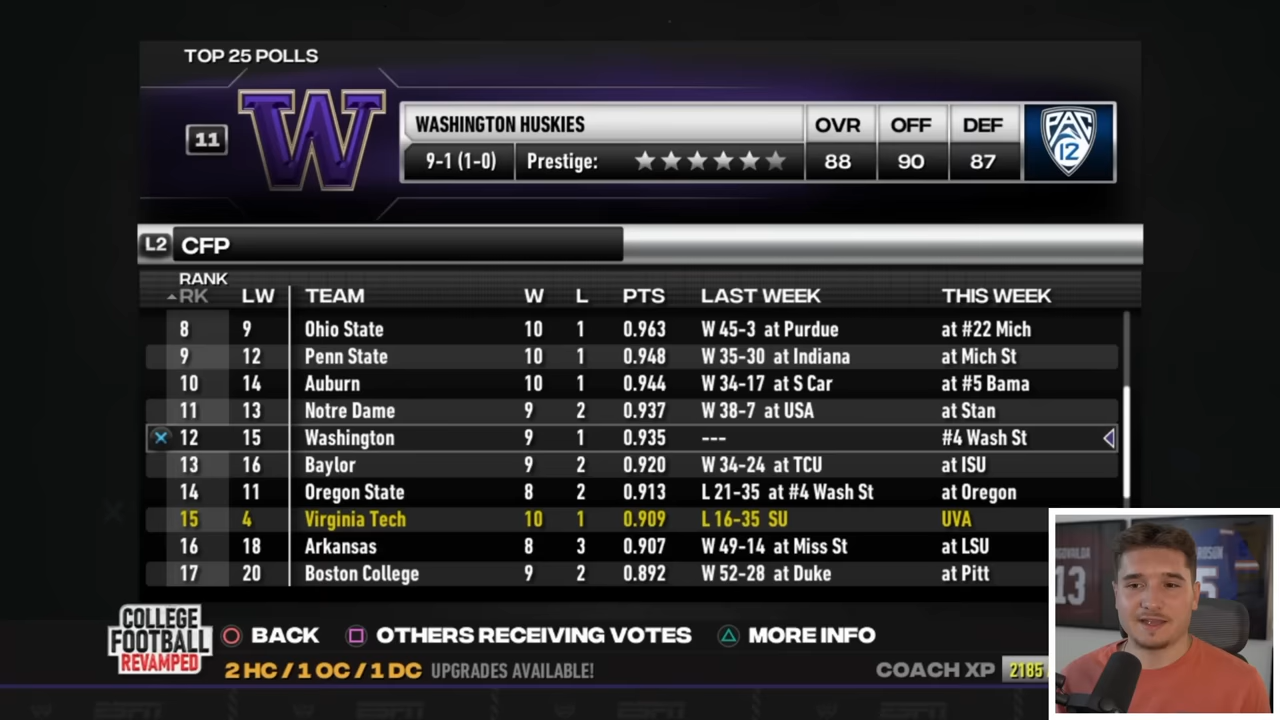 TOP 25 POLLS
11
W
WASHINGTON HUSKIES OVR OFF DEF
9-1 (1-0) Prestige: 88 90 87
PAC 12
L2 CFP
RANK
RK LW TEAM W L PTS LAST WEEK THIS WEEK
8 9 Ohio State 10 1 0.963 W 45-3 at Purdue at #22 Mich
9 12 Penn State 10 1 0.948 W 35-30 at Indiana at Mich St
10 14 Auburn 10 1 0.944 W 34-17 at S Car at #5 Bama
11 13 Notre Dame 9 2 0.937 W 38-7 at USA at Stan
12 15 Washington 9 1 0.935 --- #4 Wash St
13 16 Baylor 9 2 0.920 W 34-24 at TCU at ISU
14 11 Oregon State 8 2 0.913 L 21-35 at #4 Wash St at Oregon
15 4 Virginia Tech 10 1 0.909 L 16-35 SU UVA
16 18 Arkansas 8 3 0.907 W 49-14 at Miss St at LSU
17 20 Boston College 9 2 0.892 W 52-28 at Duke at Pitt
COLLEGE
FOOTBALL
REVAMPED
BACK OTHERS RECEIVING VOTES MORE INFO
2 HC / 1 OC / 1 DC UPGRADES AVAILABLE! COACH XP 2185
13